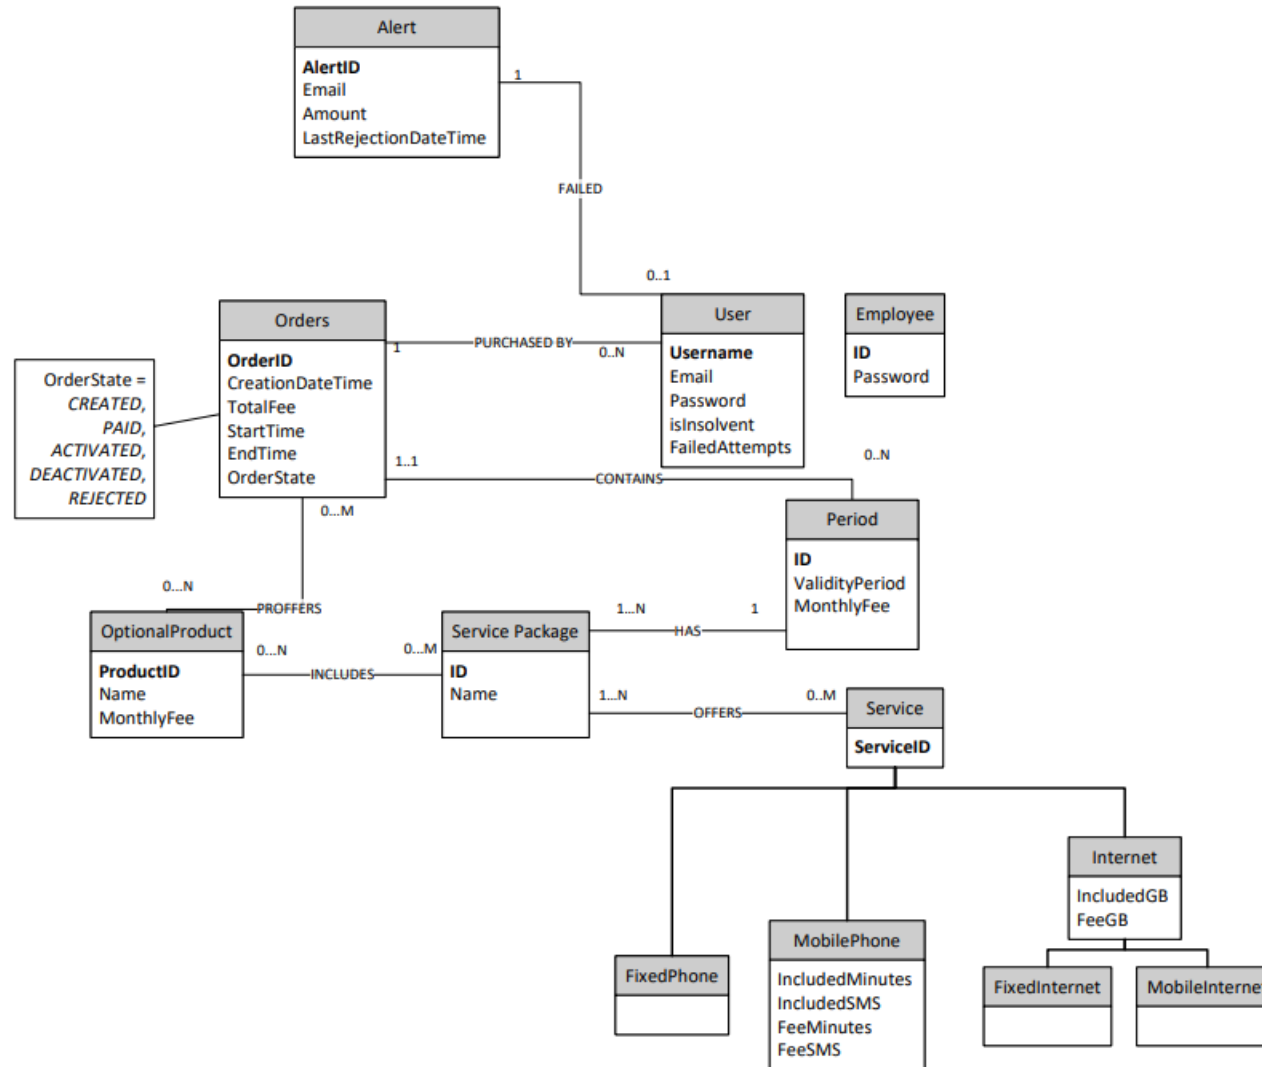 Alert
AlertID
Email
Amount
LastRejectionDateTime
1
FAILED
0..1
Orders
OrderID
CreationDateTime
TotalFee
StartTime
EndTime
OrderState
OrderState =
CREATED,
PAID,
ACTIVATED,
DEACTIVATED,
REJECTED
1
PURCHASED BY
0..N
User
Username
Email
Password
isInsolvent
FailedAttempts
Employee
ID
Password
1..1
CONTAINS
0..N
Period
ID
ValidityPeriod
MonthlyFee
0...M
0...N
PROFFERS
OptionalProduct
ProductID
Name
MonthlyFee
0...N
INCLUDES
0...M
Service Package
ID
Name
1...N
HAS
1
1...N
OFFERS
0..M
Service
ServiceID
FixedPhone
MobilePhone
IncludedMinutes
IncludedSMS
FeeMinutes
FeeSMS
Internet
IncludedGB
FeeGB
FixedInternet
MobileInternet